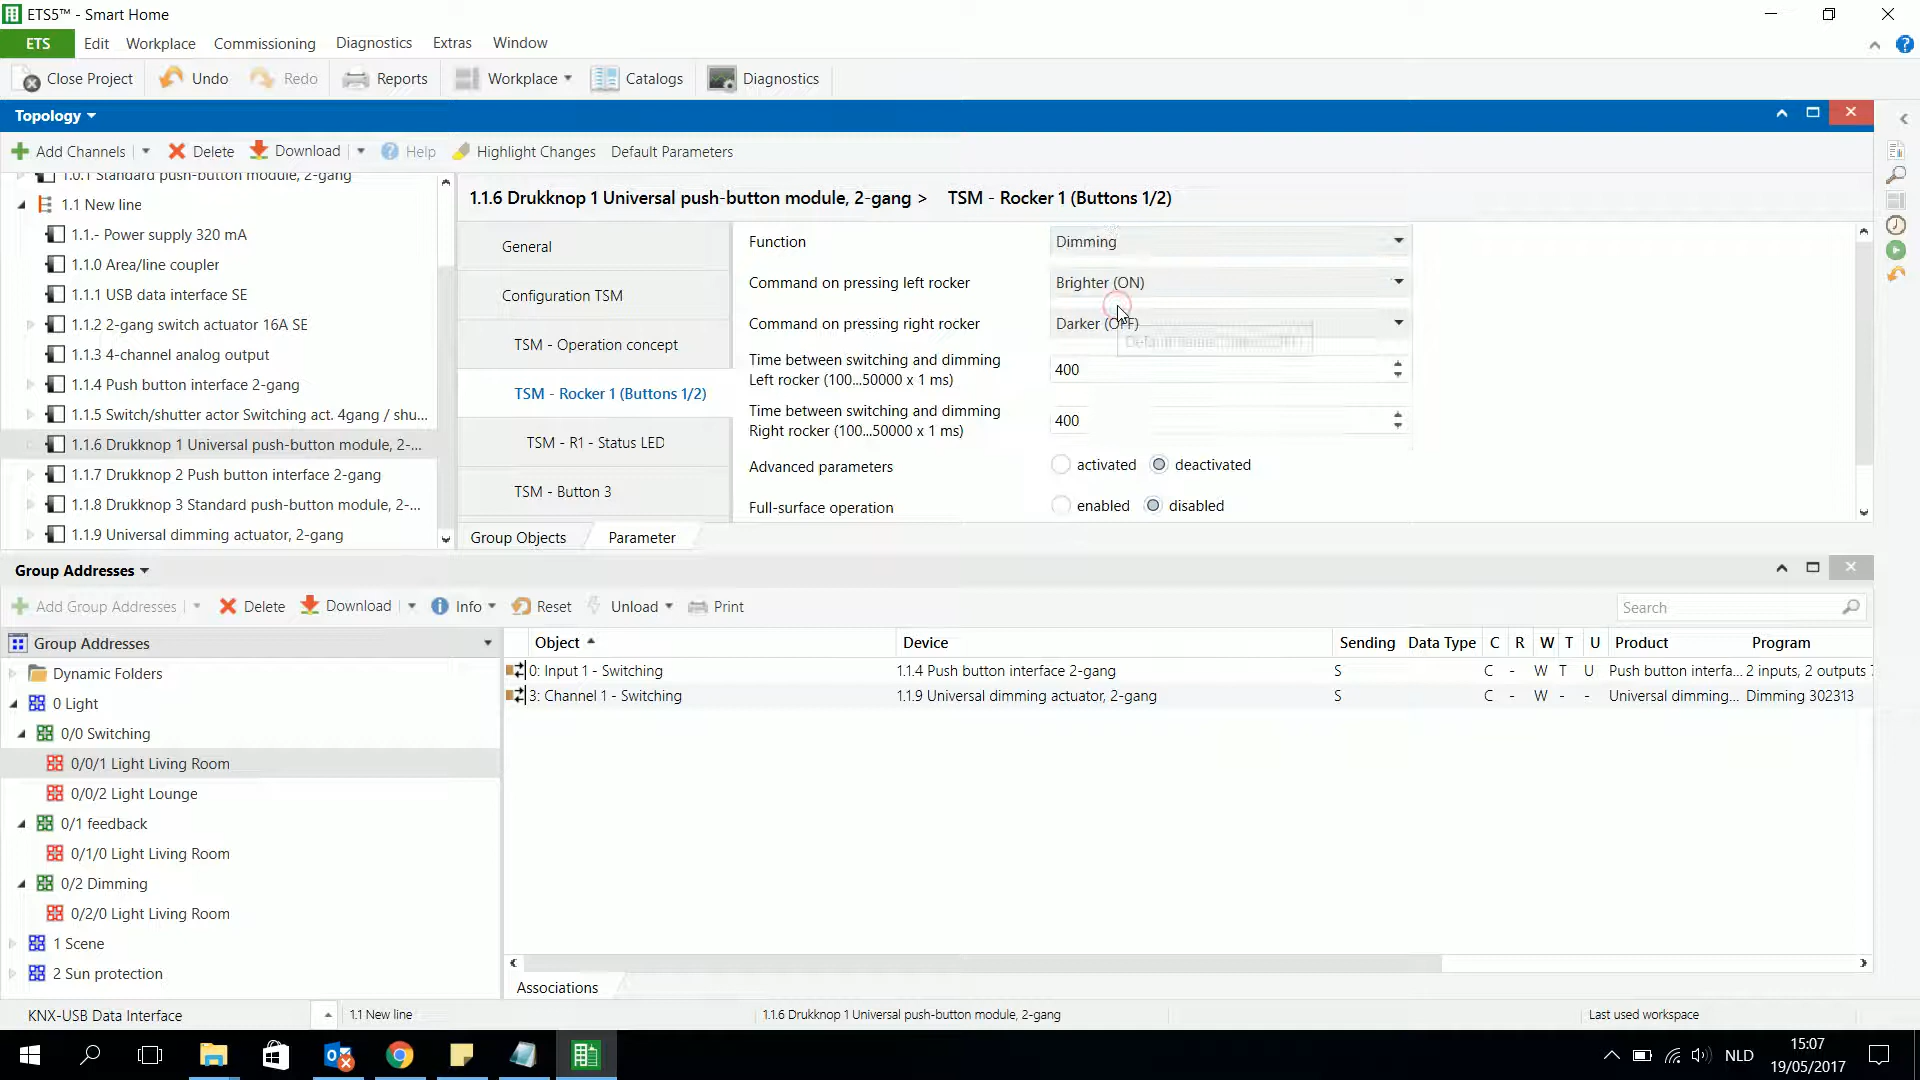 ETS5™ - Smart Home
ETS Edit Workplace Commissioning Diagnostics Extras Window
Close Project Undo Redo Reports Workplace Catalogs Diagnostics
Topology
Add Channels Delete Download Help Highlight Changes Default Parameters
1.0.1 Standard push-button module, 2-gang
1.1 New line
1.1.- Power supply 320 mA
1.1.0 Area/line coupler
1.1.1 USB data interface SE
1.1.2 2-gang switch actuator 16A SE
1.1.3 4-channel analog output
1.1.4 Push button interface 2-gang
1.1.5 Switch/shutter actor Switching act. 4gang / shu...
1.1.6 Drukknop 1 Universal push-button module, 2-...
1.1.7 Drukknop 2 Push button interface 2-gang
1.1.8 Drukknop 3 Standard push-button module, 2-...
1.1.9 Universal dimming actuator, 2-gang
1.1.6 Drukknop 1 Universal push-button module, 2-gang > TSM - Rocker 1 (Buttons 1/2)
General
Configuration TSM
TSM - Operation concept
TSM - Rocker 1 (Buttons 1/2)
TSM - R1 - Status LED
TSM - Button 3
Function Dimming
Command on pressing left rocker Brighter (ON)
Command on pressing right rocker Darker (OFF)
Time between switching and dimming
Left rocker (100...50000 x 1 ms) 400
Time between switching and dimming
Right rocker (100...50000 x 1 ms) 400
Advanced parameters activated deactivated
Full-surface operation enabled disabled
Group Objects Parameter
Group Addresses
Add Group Addresses Delete Download Info Reset Unload Print Search
Group Addresses
Dynamic Folders
0 Light
0/0 Switching
0/0/1 Light Living Room
0/0/2 Light Lounge
0/1 feedback
0/1/0 Light Living Room
0/2 Dimming
0/2/0 Light Living Room
1 Scene
2 Sun protection
Object Device Sending Data Type C R W T U Product Program
0: Input 1 - Switching 1.1.4 Push button interface 2-gang S C - W T U Push button interfa... 2 inputs, 2 outputs
3: Channel 1 - Switching 1.1.9 Universal dimming actuator, 2-gang S C - W - - Universal dimming... Dimming 302313
Associations
KNX-USB Data Interface 1.1 New line 1.1.6 Drukknop 1 Universal push-button module, 2-gang Last used workspace
NLD 15:07
19/05/2017